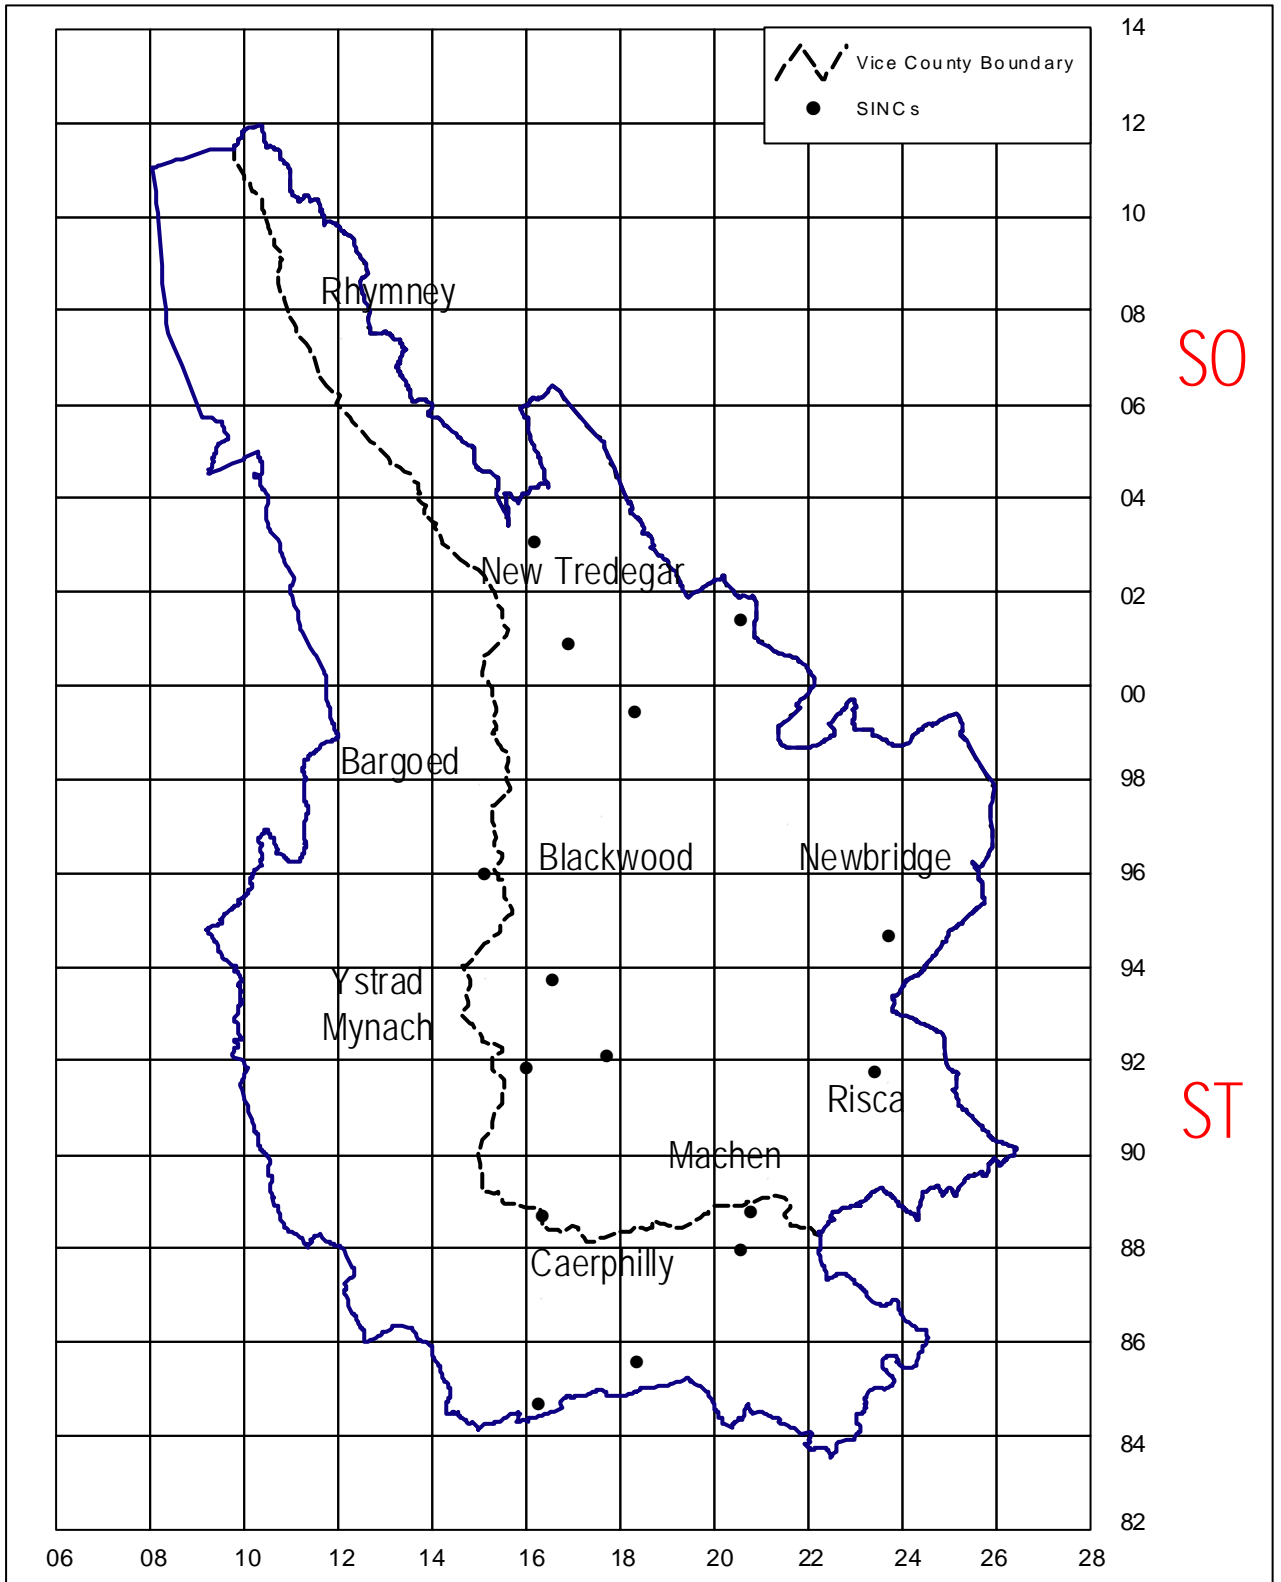 14
Vice County Boundary
SINCs
12
10
Rhymney
08
SO
06
04
New Tredegar
02
00
Bargoed
98
Blackwood
Newbridge
96
94
Ystrad
Mynach
92
Risca
ST
Machen
90
Caerphilly
88
86
84
82
06 08 10 12 14 16 18 20 22 24 26 28